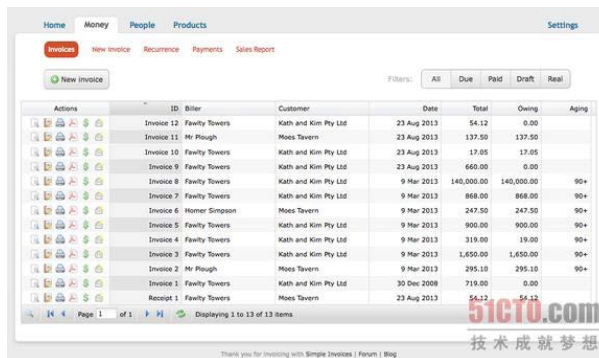 Home Money People Products Settings
Invoices New Invoice Recurrence Payments Sales Report
New invoice Filters: All Due Paid Draft Real
Actions ID Biller Customer Date Total Owing Aging
Invoice 12 Fawlty Towers Kath and Kim Pty Ltd 23 Aug 2013 54.12 0.00
Invoice 11 Mr Plough Moes Tavern 23 Aug 2013 137.50 137.50
Invoice 10 Fawlty Towers Kath and Kim Pty Ltd 23 Aug 2013 17.05 17.05
Invoice 9 Fawlty Towers Kath and Kim Pty Ltd 23 Aug 2013 660.00 0.00
Invoice 8 Fawlty Towers Kath and Kim Pty Ltd 9 Mar 2013 140,000.00 140,000.00 90+
Invoice 7 Fawlty Towers Kath and Kim Pty Ltd 9 Mar 2013 868.00 868.00 90+
Invoice 6 Homer Simpson Moes Tavern 9 Mar 2013 247.50 247.50 90+
Invoice 5 Fawlty Towers Kath and Kim Pty Ltd 9 Mar 2013 900.00 900.00 90+
Invoice 4 Fawlty Towers Kath and Kim Pty Ltd 9 Mar 2013 319.00 19.00 90+
Invoice 3 Fawlty Towers Kath and Kim Pty Ltd 9 Mar 2013 1,650.00 1,650.00 90+
Invoice 2 Mr Plough Moes Tavern 9 Mar 2013 295.10 295.10 90+
Invoice 1 Fawlty Towers Kath and Kim Pty Ltd 30 Dec 2008 719.00 0.00
Receipt 1 Fawlty Towers Moes Tavern 23 Aug 2013 54.12 54.12
Page 1 of 1 Displaying 1 to 13 of 13 items
51CTO.com
技术成就梦想
Thank you for invoicing with Simple Invoices | Forum | Blog